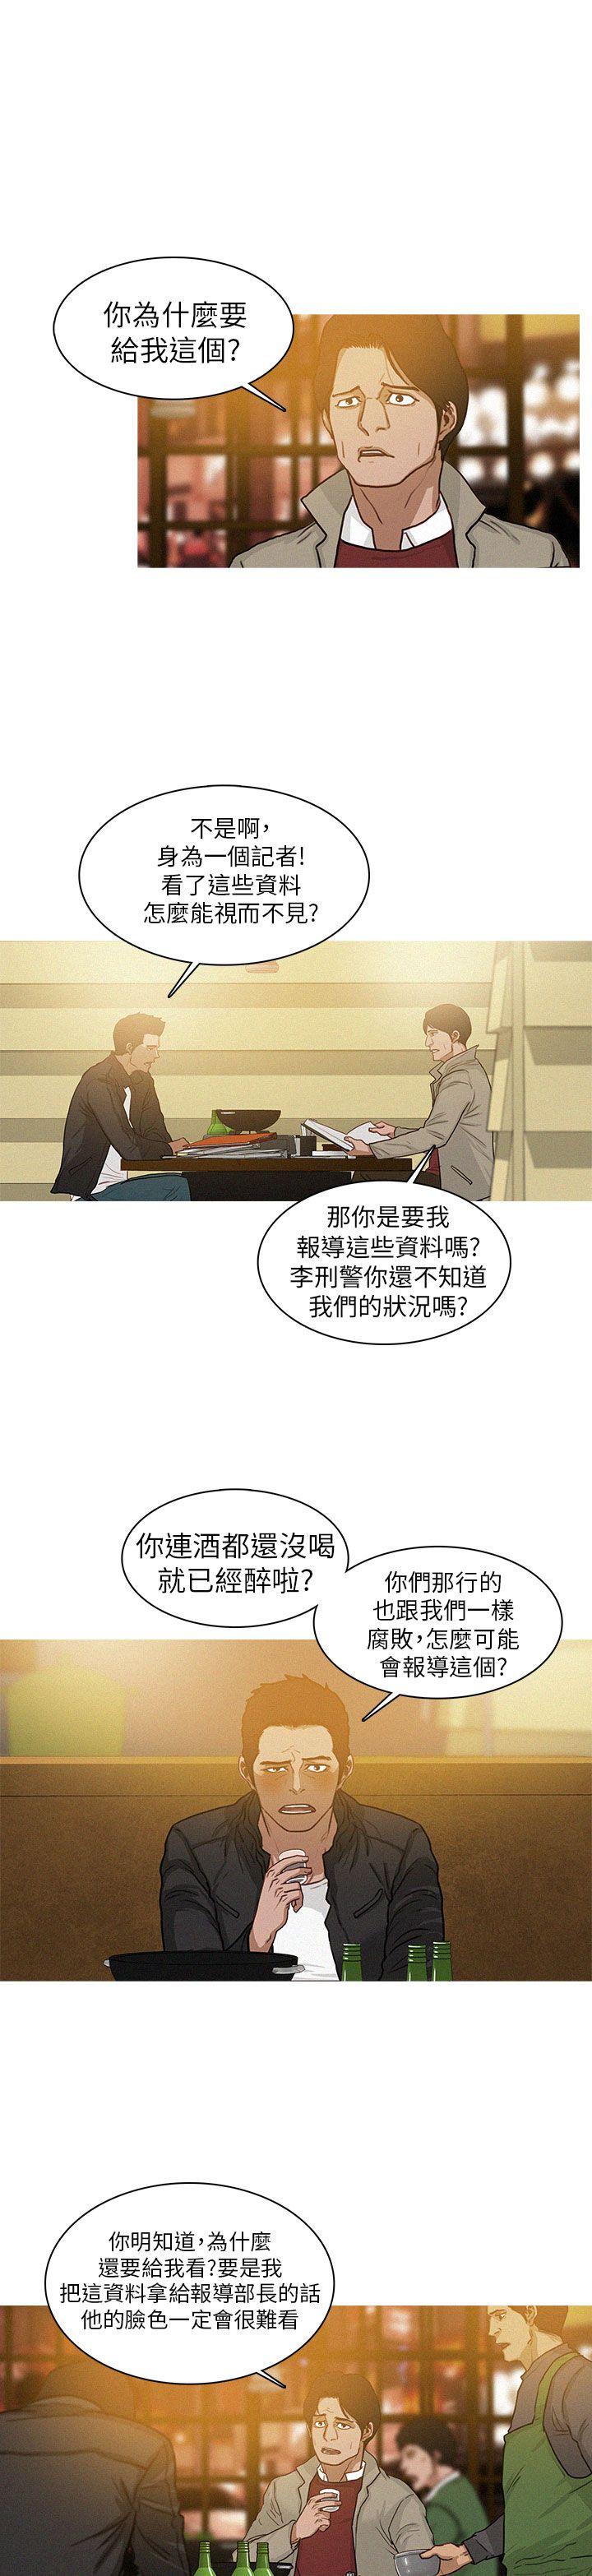 你為什麼要
給我這個?
不是啊,
身為一個記者!
看了這些資料
怎麼能視而不見?
那你是要我
報導這些資料嗎?
李刑警你還不知道
我們的狀況嗎?
你連酒都還沒喝
就已經醉啦?
你們那行的
也跟我們一樣
腐敗,怎麼可能
會報導這個?
你明知道,為什麼
還要給我看?要是我
把這資料拿給報導部長的話
他的臉色一定會很難看